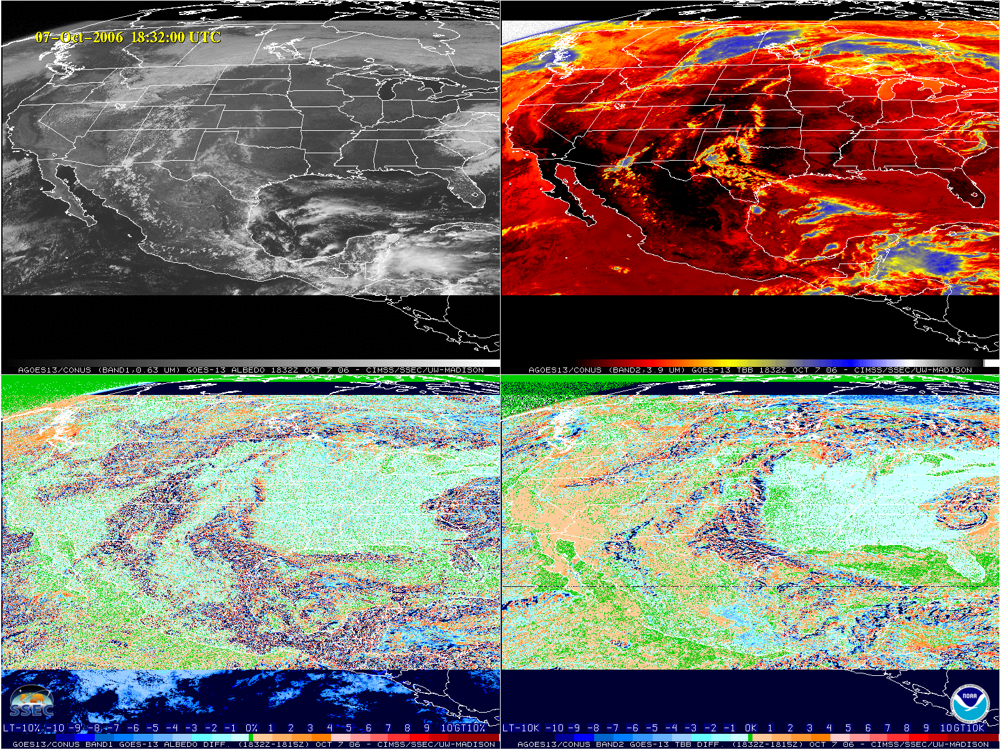 07-Oct-2006 18:32:00 UTC
AGOES13/CONUS (BAND1,0.63 UM) GOES-13 ALBEDO 1832Z OCT 7 06 - CIMSS/SSEC/UW-MADISON
AGOES13/CONUS (BAND2,3.9 UM) GOES-13 TBB 1832Z OCT 7 06 - CIMSS/SSEC/UW-MADISON
SSEC
NOAA
LT-10% -10 -9 -8 -7 -6 -5 -4 -3 -2 -1 0% 1 2 3 4 5 6 7 8 9 10GT10%
LT-10K -10 -9 -8 -7 -6 -5 -4 -3 -2 -1 0K 1 2 3 4 5 6 7 8 9 10GT10K
GOES13/CONUS BAND1 GOES-13 ALBEDO DIFF. (1832Z-1815Z) OCT 7 06 - CIMSS/SSEC/UW-MADISON
AGOES13/CONUS BAND2 GOES-13 TBB DIFF. (1832Z-1815Z) OCT 7 06 - CIMSS/SSEC/UW-MADISON